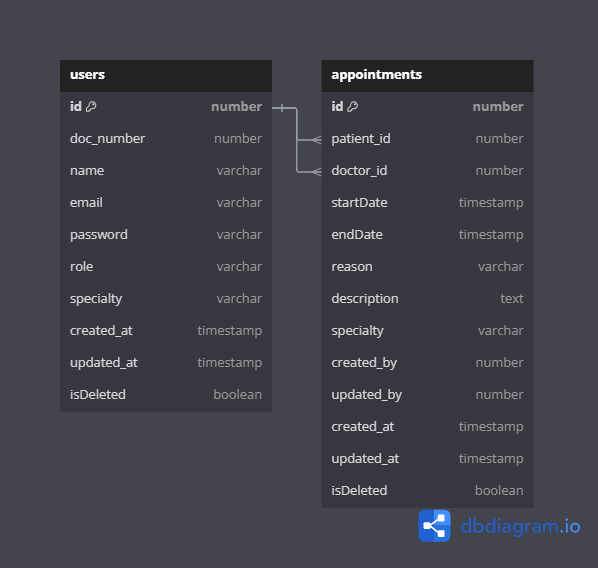 users
id number
doc_number number
name varchar
email varchar
password varchar
role varchar
specialty varchar
created_at timestamp
updated_at timestamp
isDeleted boolean
appointments
id number
patient_id number
doctor_id number
startDate timestamp
endDate timestamp
reason varchar
description text
specialty varchar
created_by number
updated_by number
created_at timestamp
updated_at timestamp
isDeleted boolean
dbdiagram.io